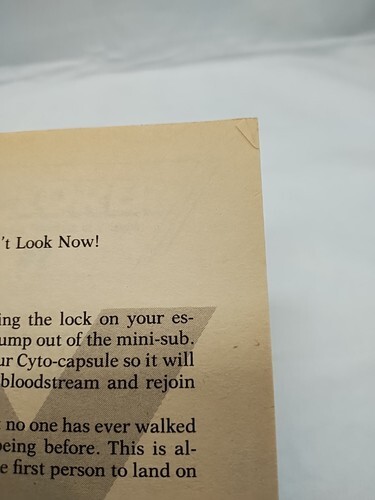 't Look Now!
ing the lock on your es-
ump out of the mini-sub.
ur Cyto-capsule so it will
bloodstream and rejoin
no one has ever walked
being before. This is al-
e first person to land on